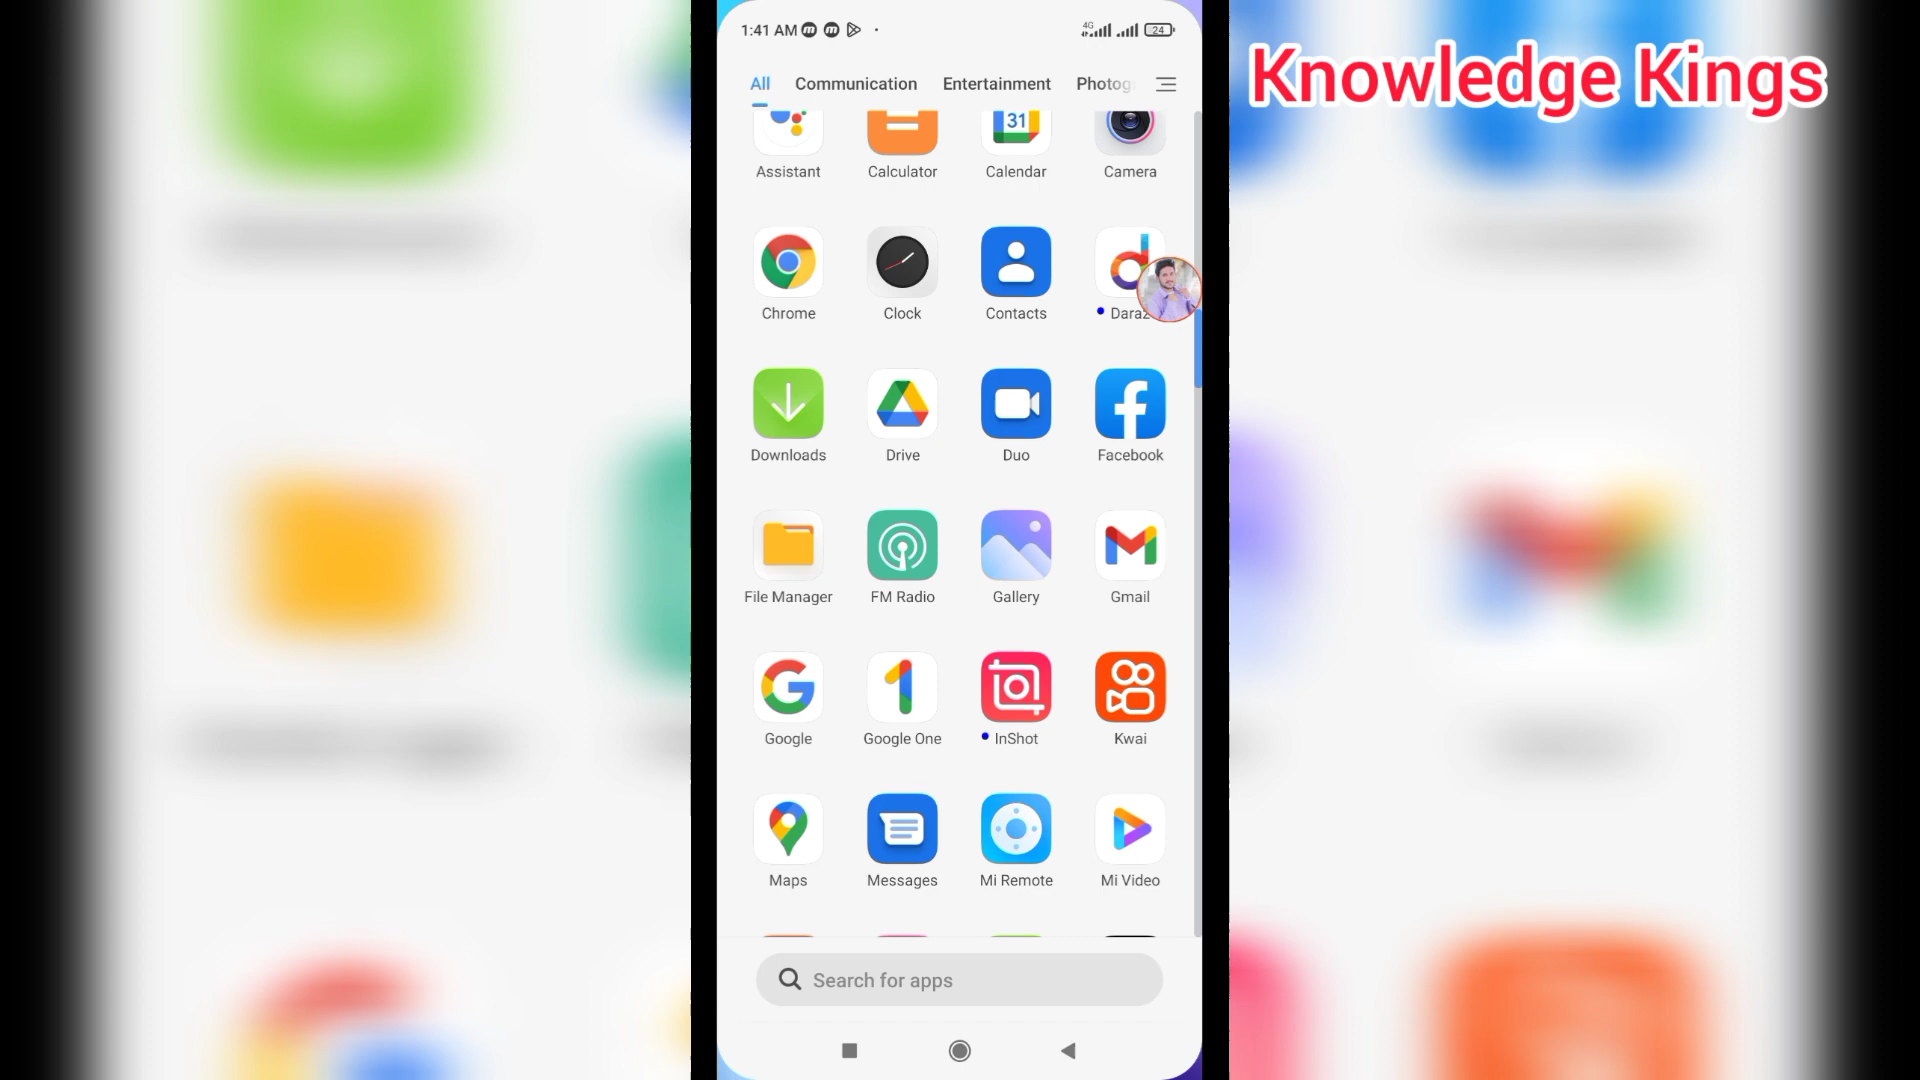 1:41 AM
4G
24
Knowledge Kings
All Communication Entertainment Photog
31
Assistant Calculator Calendar Camera
Chrome Clock Contacts Daraz
Downloads Drive Duo Facebook
File Manager FM Radio Gallery Gmail
Google Google One InShot Kwai
Maps Messages Mi Remote Mi Video
Search for apps